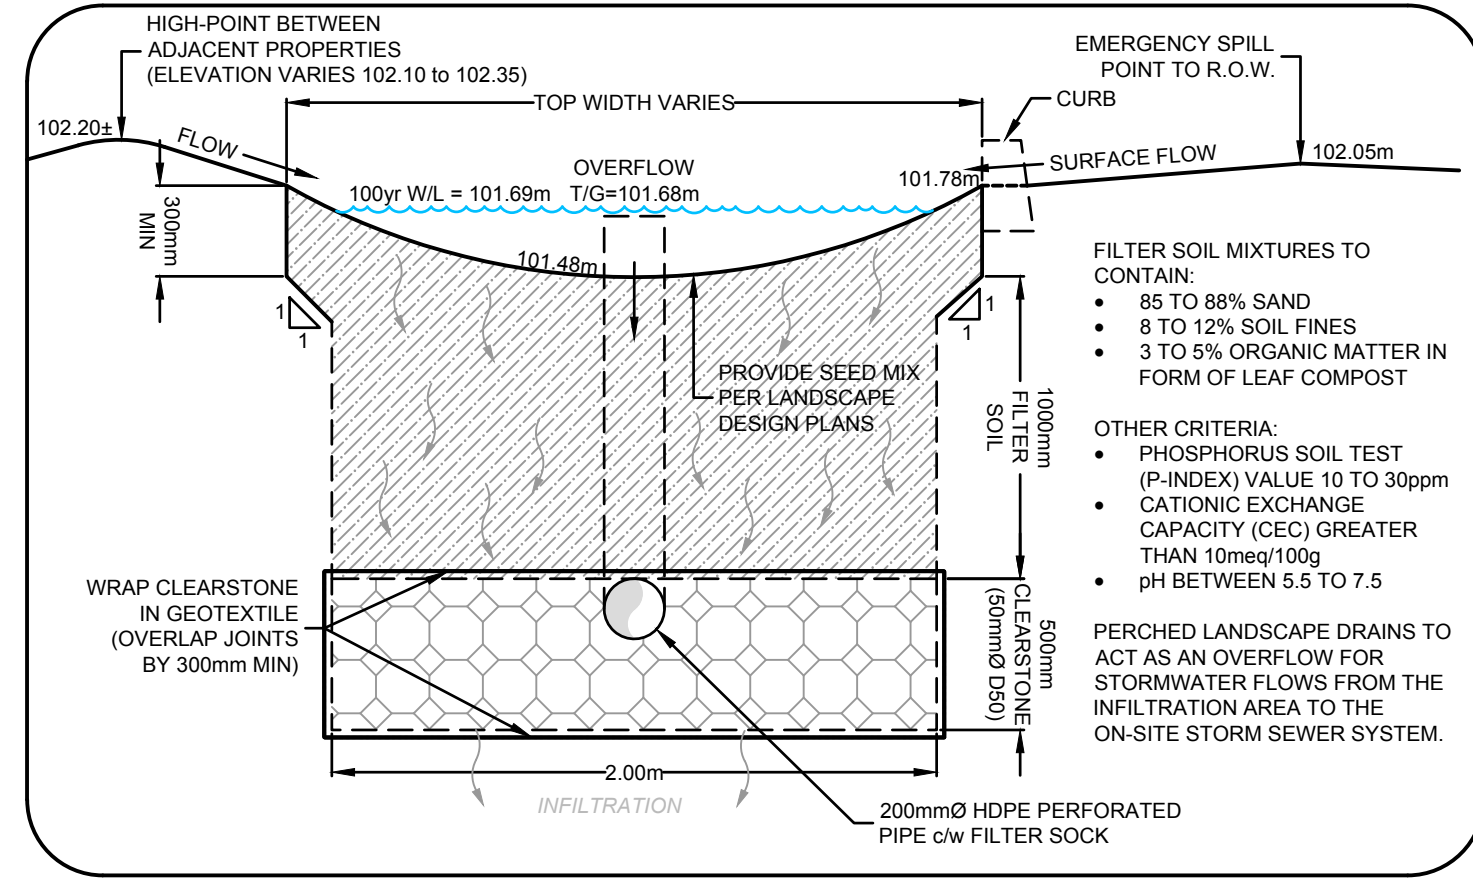 HIGH-POINT BETWEEN
ADJACENT PROPERTIES
(ELEVATION VARIES 102.10 to 102.35)
EMERGENCY SPILL
POINT TO R.O.W.
TOP WIDTH VARIES
CURB
102.20±
FLOW
OVERFLOW
SURFACE FLOW
102.05m
101.78m
100yr W/L = 101.69m
T/G=101.68m
300mm
MIN
101.48m
1
1
1
1
PROVIDE SEED MIX
PER LANDSCAPE
DESIGN PLANS
1000mm
FILTER
SOIL
FILTER SOIL MIXTURES TO
CONTAIN:
• 85 TO 88% SAND
• 8 TO 12% SOIL FINES
• 3 TO 5% ORGANIC MATTER IN
FORM OF LEAF COMPOST
OTHER CRITERIA:
• PHOSPHORUS SOIL TEST
(P-INDEX) VALUE 10 TO 30ppm
• CATIONIC EXCHANGE
CAPACITY (CEC) GREATER
THAN 10meq/100g
• pH BETWEEN 5.5 TO 7.5
WRAP CLEARSTONE
IN GEOTEXTILE
(OVERLAP JOINTS
BY 300mm MIN)
500mm
CLEARSTONE
(50mmØ D50)
PERCHED LANDSCAPE DRAINS TO
ACT AS AN OVERFLOW FOR
STORMWATER FLOWS FROM THE
INFILTRATION AREA TO THE
ON-SITE STORM SEWER SYSTEM.
2.00m
INFILTRATION
200mmØ HDPE PERFORATED
PIPE c/w FILTER SOCK